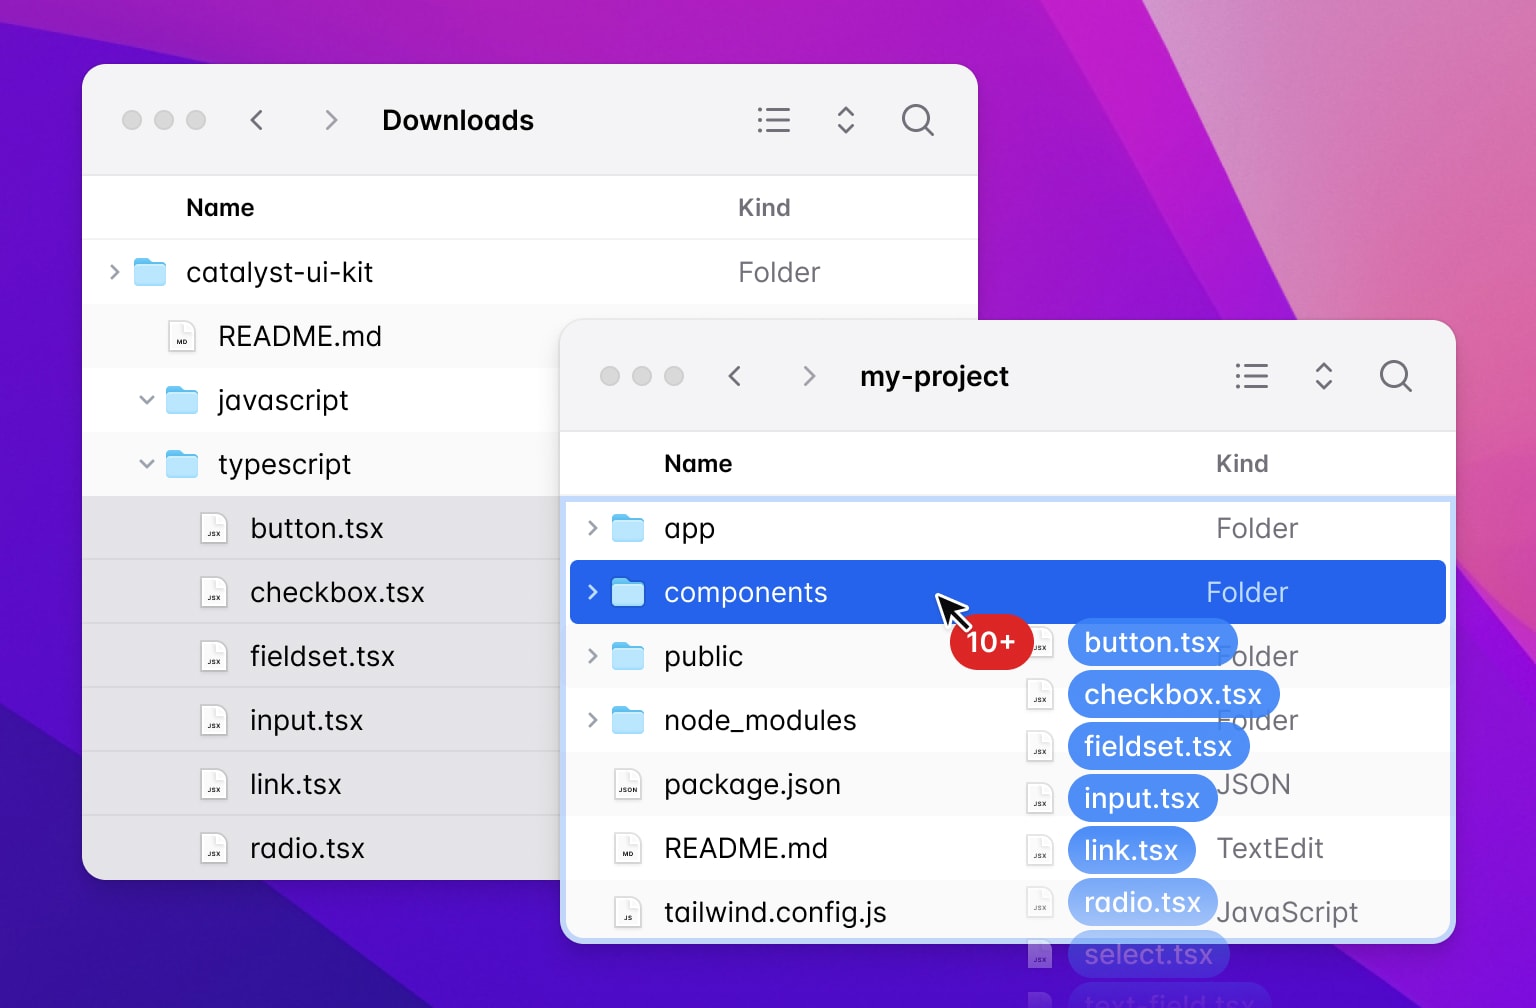 Downloads
Name Kind
catalyst-ui-kit Folder
README.md
javascript
typescript
button.tsx
checkbox.tsx
fieldset.tsx
input.tsx
link.tsx
radio.tsx
my-project
Name Kind
app Folder
components Folder
public Folder
node_modules Folder
package.json JSON
README.md TextEdit
tailwind.config.js JavaScript
10+
JSX button.tsx
JSX checkbox.tsx
JSX fieldset.tsx
JSX input.tsx
JSX link.tsx
JSX radio.tsx
JSX select.tsx
text-field.tsx
MD
JSX
JSX
JSX
JSX
JSX
JSX
JSON
MD
JS